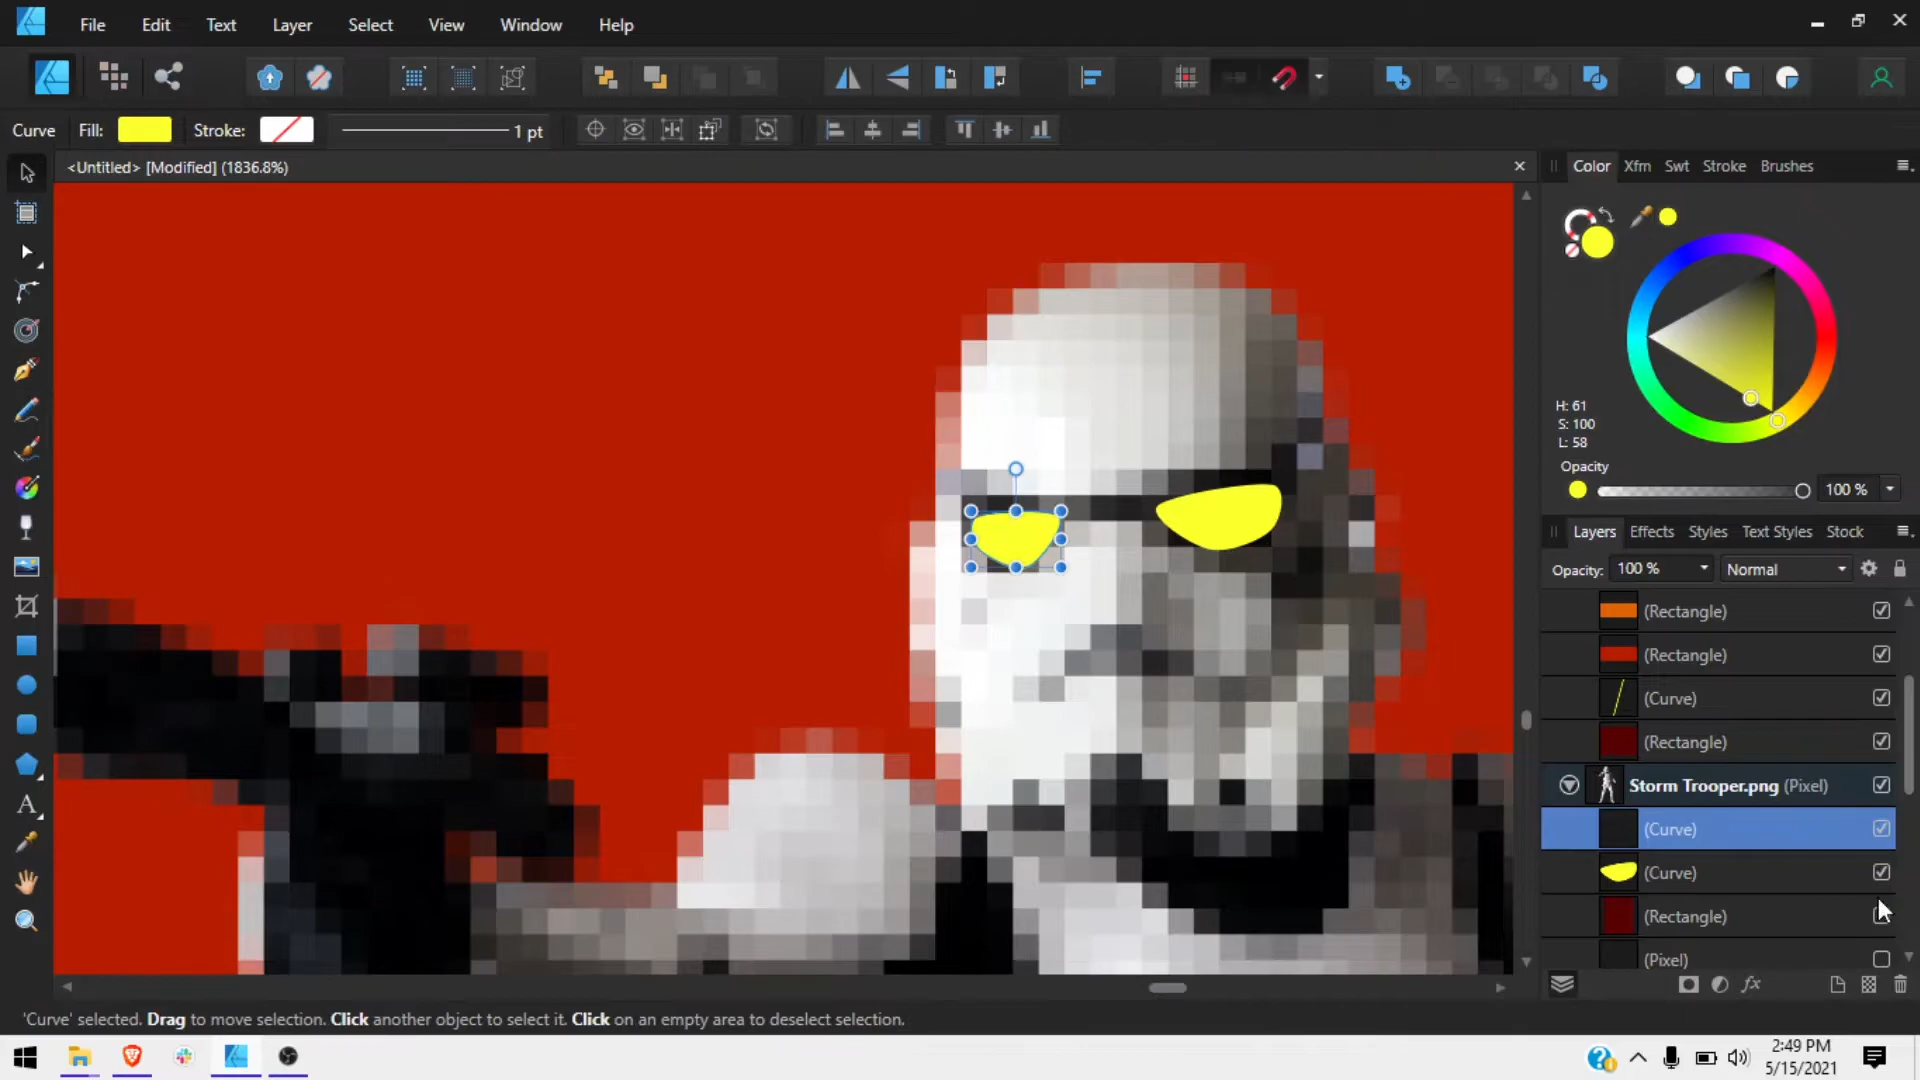 File Edit Text Layer Select View Window Help
Curve Fill: Stroke: 1 pt
<Untitled> [Modified] (1836.8%)
Color Xfm Swt Stroke Brushes
H: 61
S: 100
L: 58
Opacity
100 %
Layers Effects Styles Text Styles Stock
Opacity: 100 % Normal
(Rectangle)
(Rectangle)
(Curve)
(Rectangle)
Storm Trooper.png (Pixel)
(Curve)
(Curve)
(Rectangle)
(Pixel)
fx
'Curve' selected. Drag to move selection. Click another object to select it. Click on an empty area to deselect selection.
2:49 PM
5/15/2021